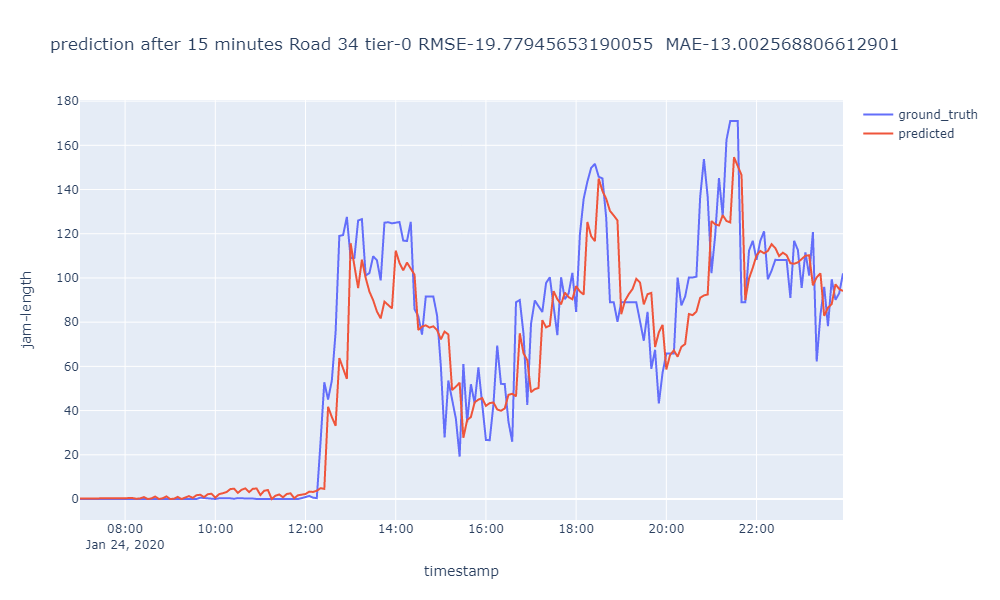 prediction after 15 minutes Road 34 tier-0 RMSE-19.77945653190055  MAE-13.002568806612901
ground_truth
predicted
180
160
140
120
100
80
60
40
20
0
jam-length
08:00 10:00 12:00 14:00 16:00 18:00 20:00 22:00
Jan 24, 2020
timestamp